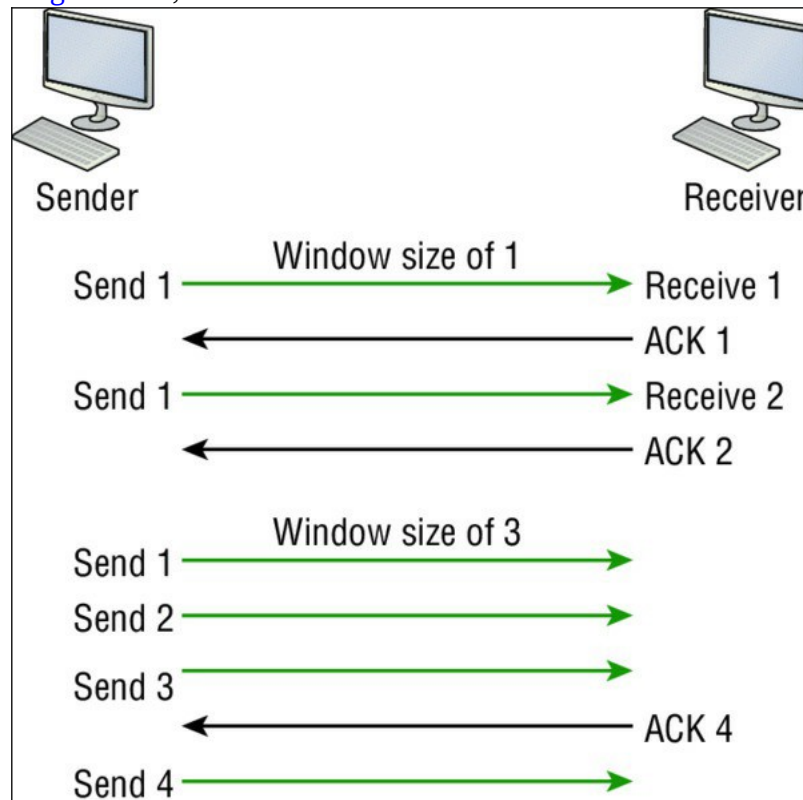 Sender
Receiver
Window size of 1
Send 1
Receive 1
ACK 1
Send 1
Receive 2
ACK 2
Window size of 3
Send 1
Send 2
Send 3
ACK 4
Send 4